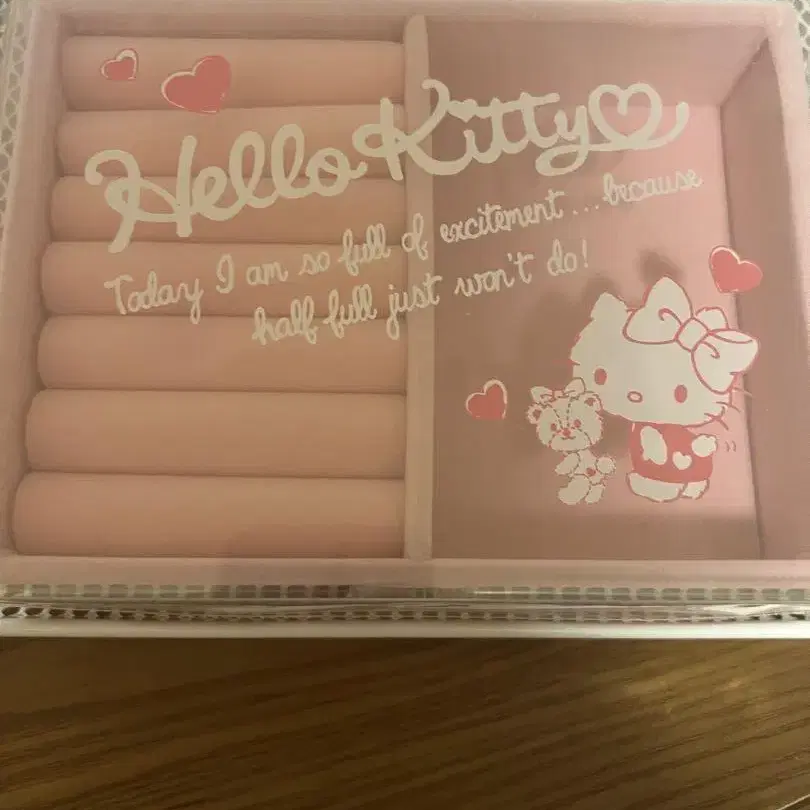 Hello Kitty
Today I am so full of excitement...because
half full just won't do!